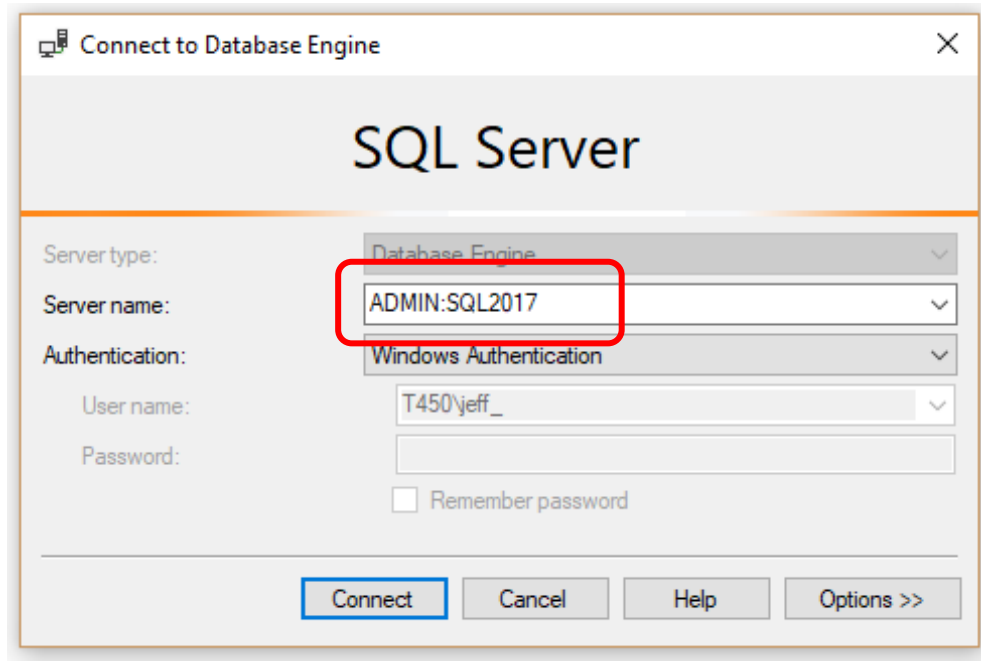 Connect to Database Engine
SQL Server
Server type: Database Engine
Server name: ADMIN:SQL2017
Authentication: Windows Authentication
User name: T450\jeff_
Password:
Remember password
Connect Cancel Help Options >>